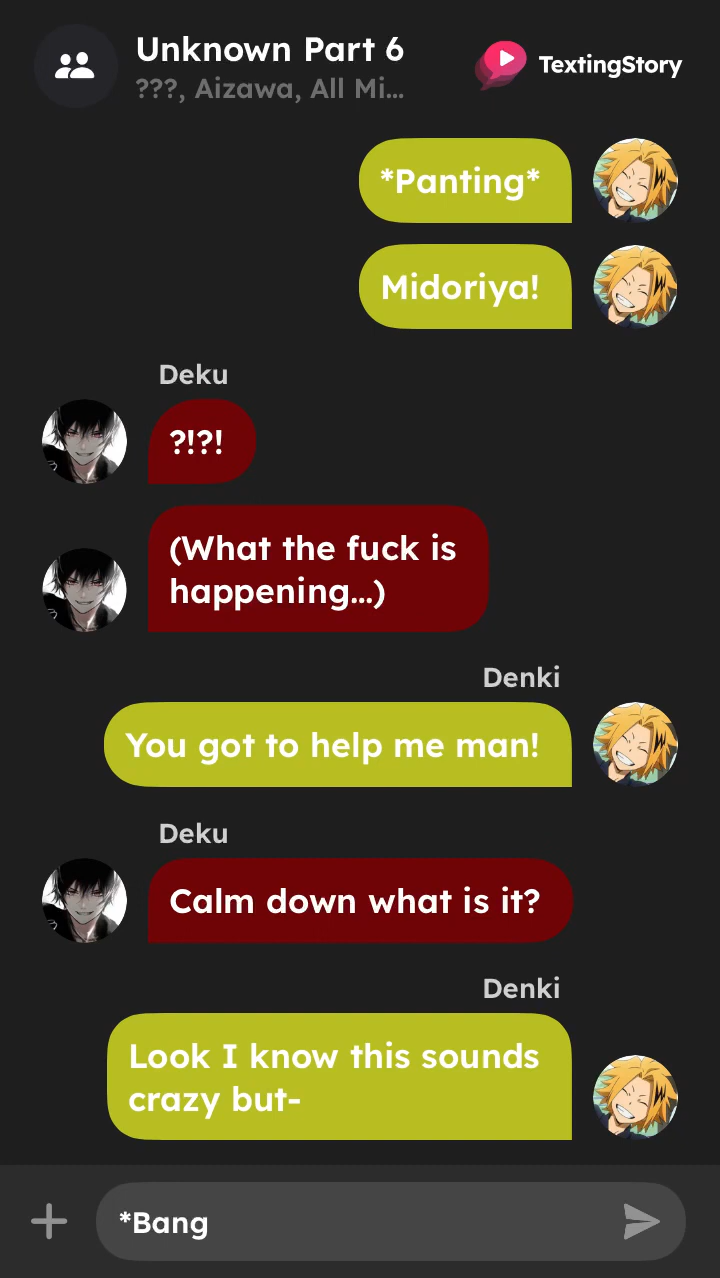 Unknown Part 6
???, Aizawa, All Mi...
TextingStory
*Panting*
Midoriya!
Deku
?!?!
(What the fuck is
happening...)
Denki
You got to help me man!
Deku
Calm down what is it?
Denki
Look I know this sounds
crazy but-
*Bang